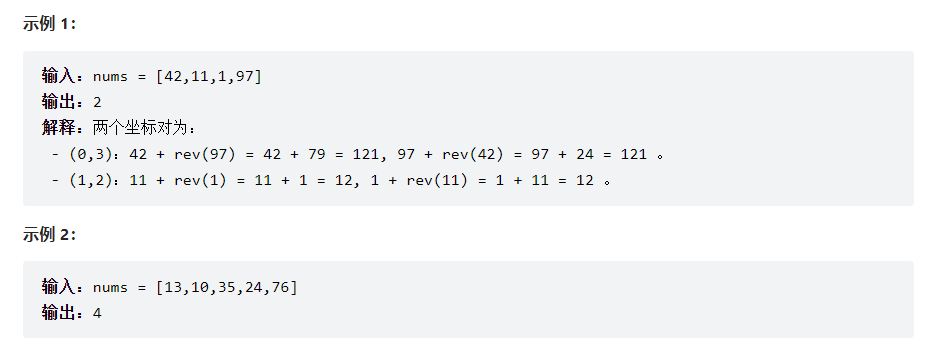 示例 1：
输入：nums = [42,11,1,97]
输出：2
解释：两个坐标对为：
- (0,3)：42 + rev(97) = 42 + 79 = 121, 97 + rev(42) = 97 + 24 = 121 。
- (1,2)：11 + rev(1) = 11 + 1 = 12, 1 + rev(11) = 1 + 11 = 12 。
示例 2：
输入：nums = [13,10,35,24,76]
输出：4